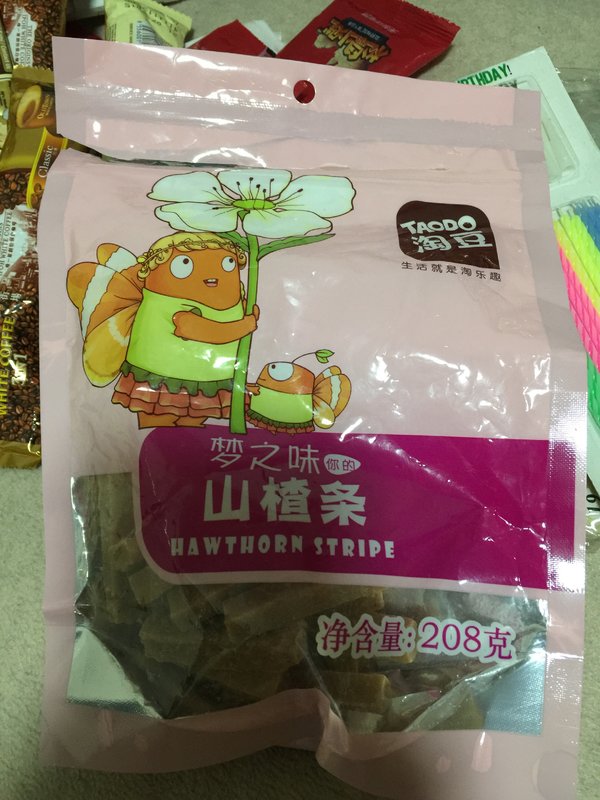 BIRTHDAY!
TAODO
淘豆
生活就是淘乐趣
梦之味
你的
山楂条
HAWTHORN STRIPE
净含量:208克
Classic
WHITE COFFEE